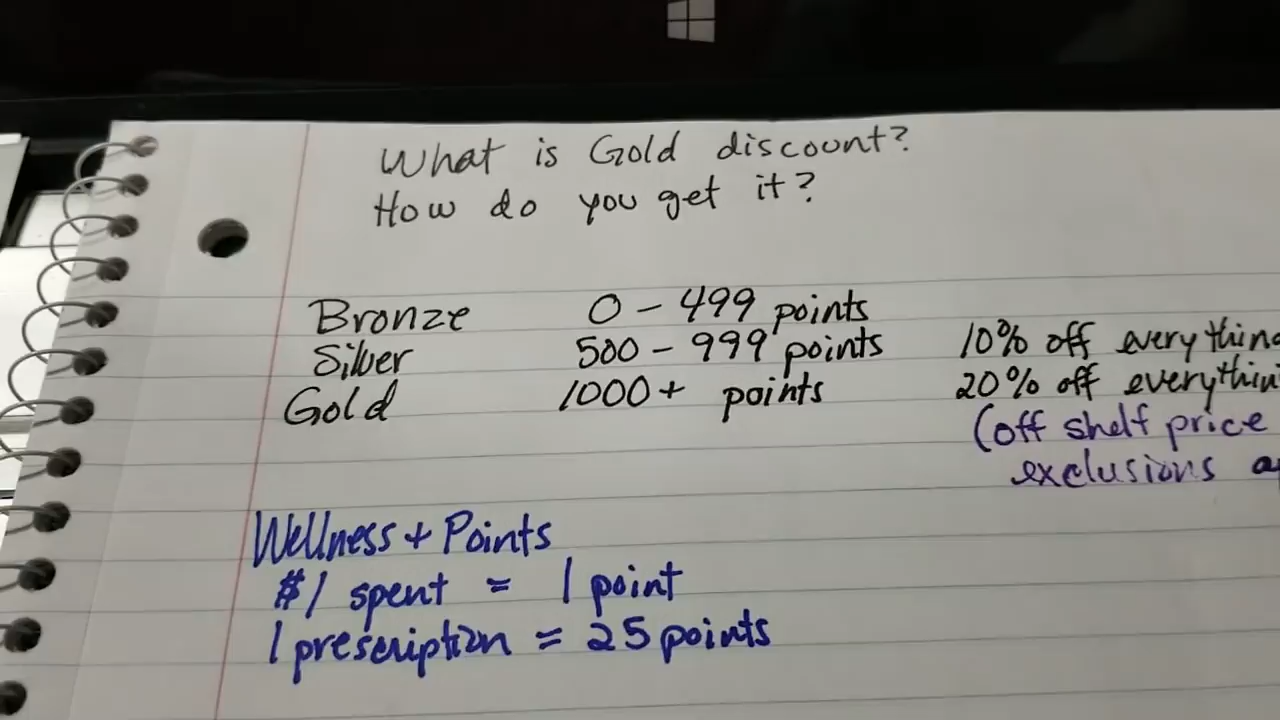 What is Gold discount?
How do you get it?
Bronze 0 - 499 points
Silver 500 - 999 points 10% off everything
Gold 1000+ points 20% off everythin
(off shelf price
exclusions
Wellness + Points
$1 spent = 1 point
1 prescription = 25 points